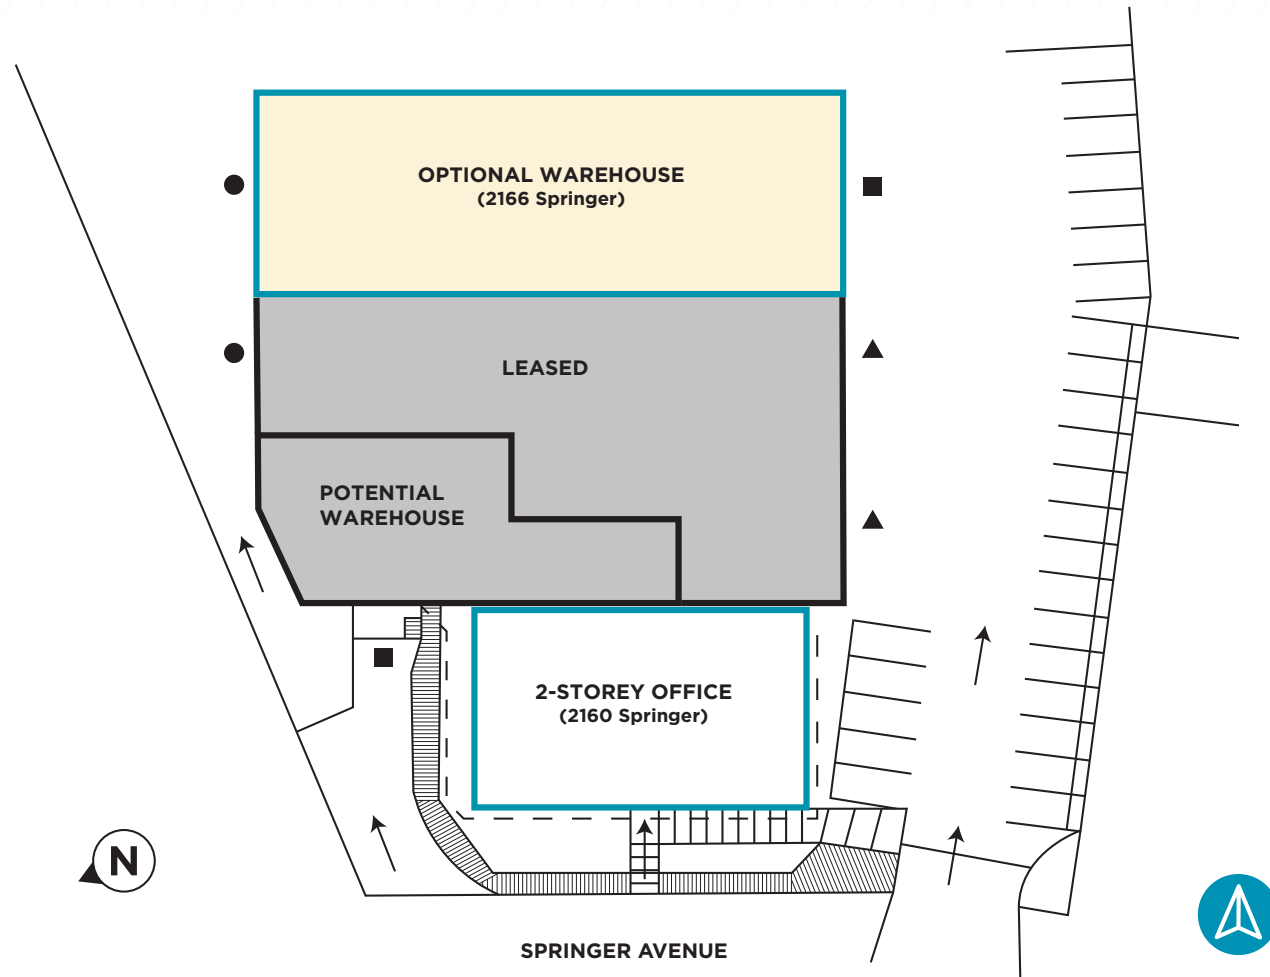 OPTIONAL WAREHOUSE
(2166 Springer)
LEASED
POTENTIAL
WAREHOUSE
2-STOREY OFFICE
(2160 Springer)
N
SPRINGER AVENUE